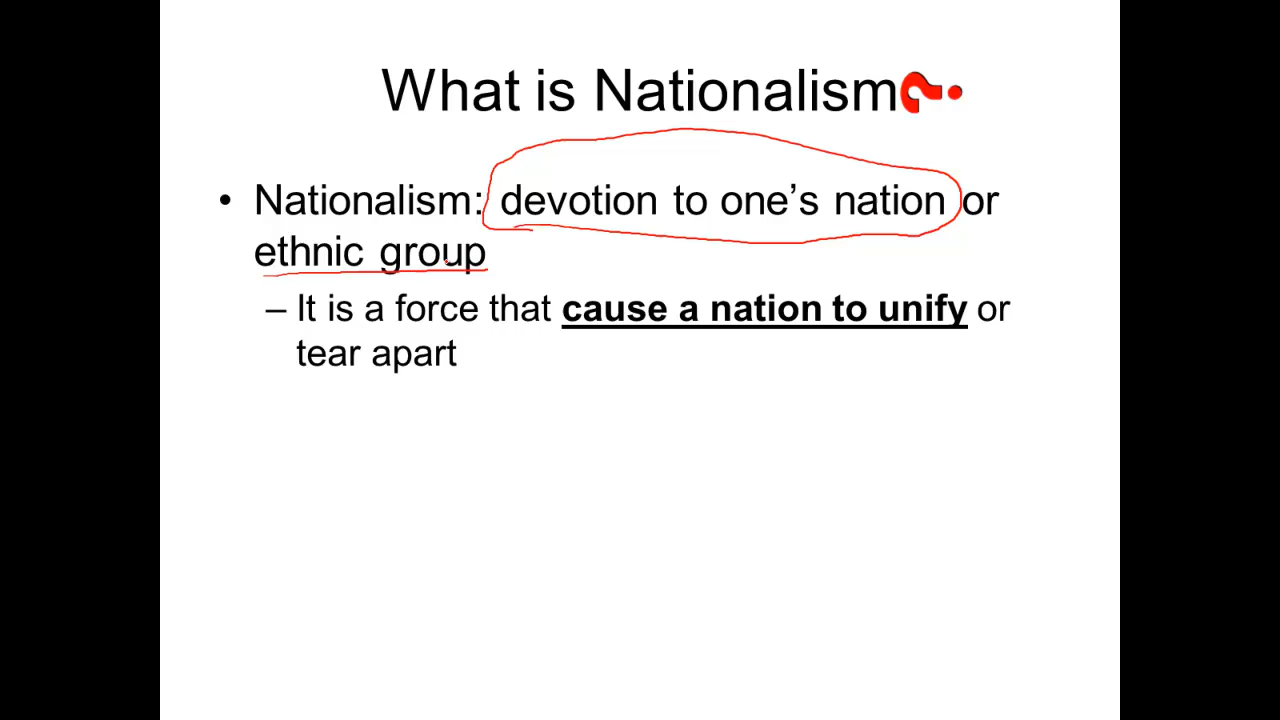 What is Nationalism?
• Nationalism: devotion to one's nation or
ethnic group
– It is a force that cause a nation to unify or
tear apart